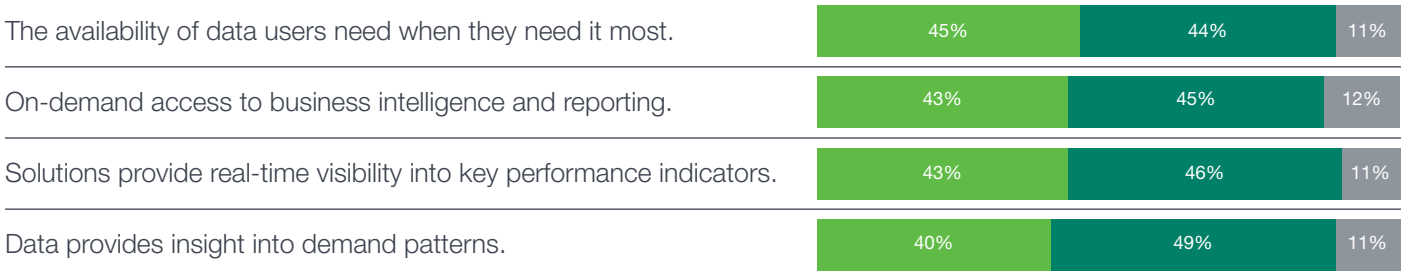 The availability of data users need when they need it most. 45% 44% 11%
On-demand access to business intelligence and reporting. 43% 45% 12%
Solutions provide real-time visibility into key performance indicators. 43% 46% 11%
Data provides insight into demand patterns. 40% 49% 11%